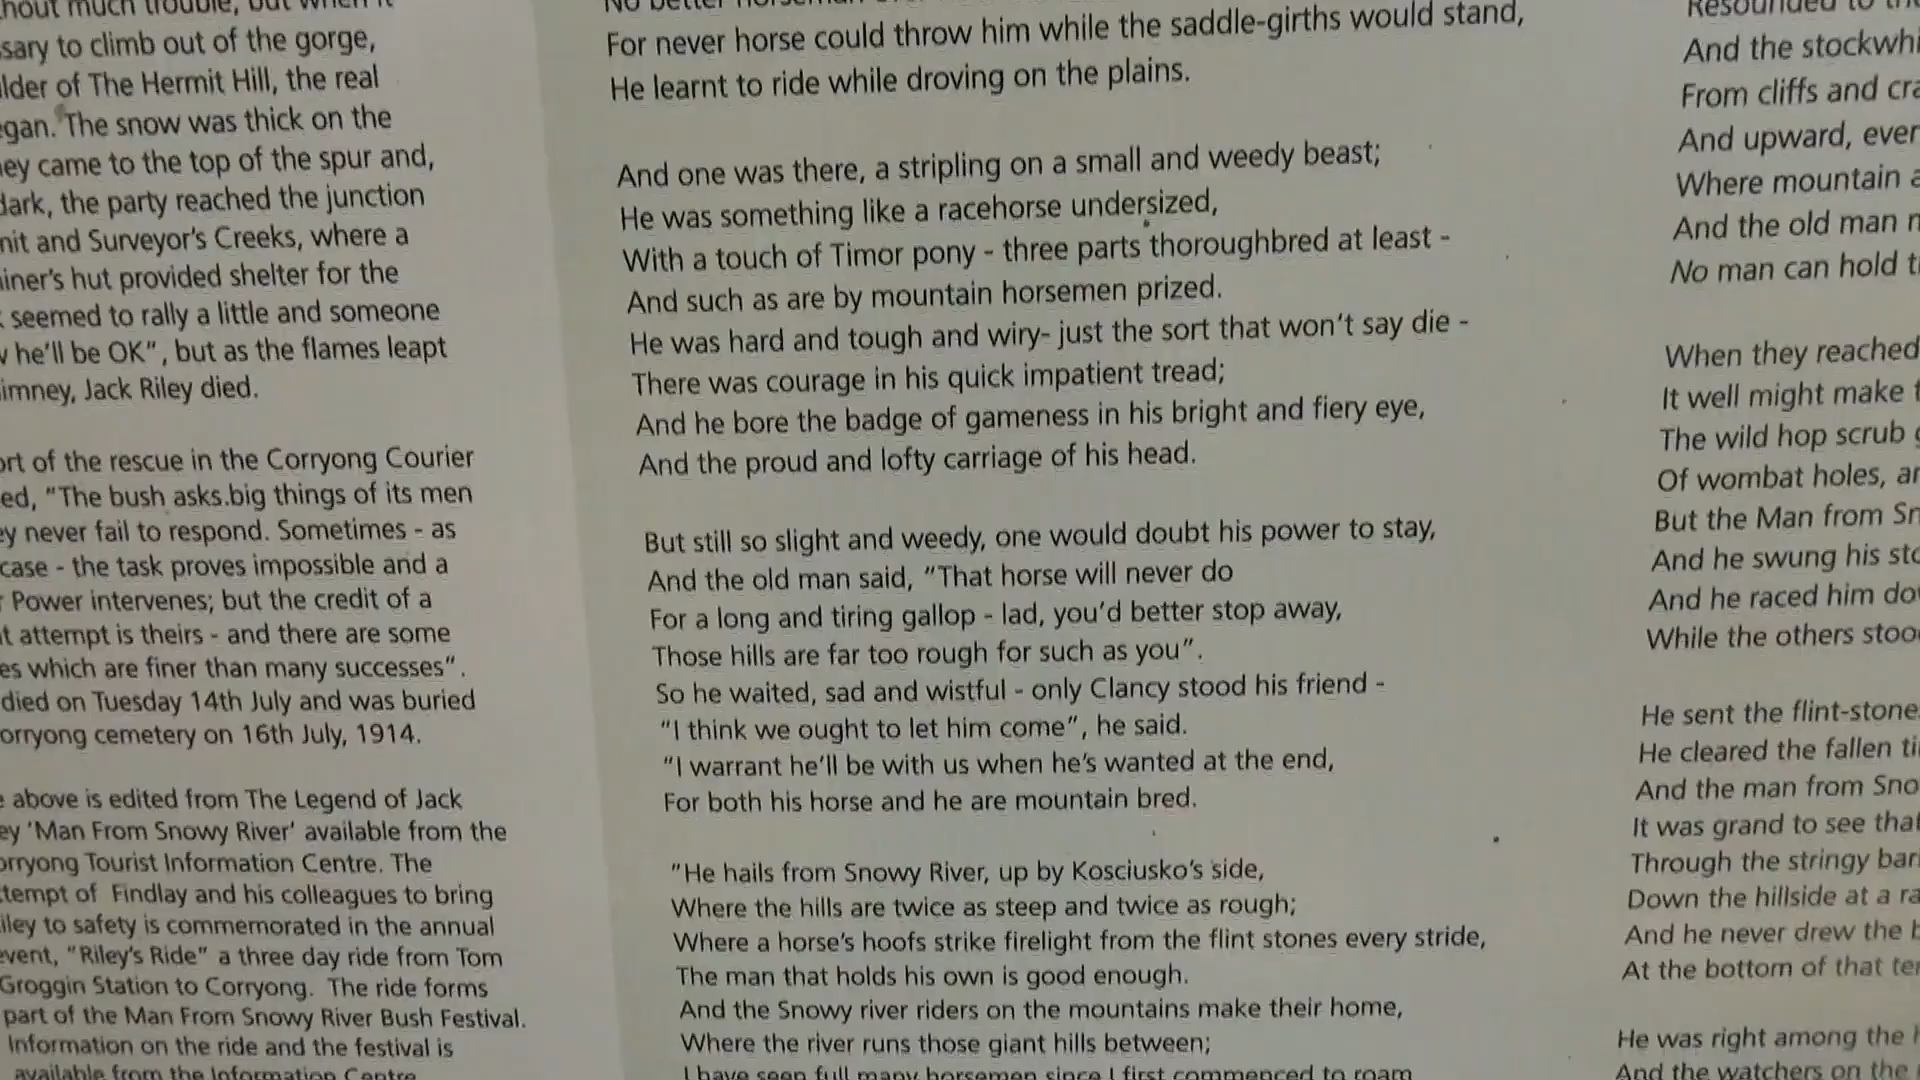 hout much trouble, but when it
ssary to climb out of the gorge,
ulder of The Hermit Hill, the real
egan. The snow was thick on the
hey came to the top of the spur and,
dark, the party reached the junction
mit and Surveyor's Creeks, where a
miner's hut provided shelter for the
seemed to rally a little and someone
he'll be OK", but as the flames leapt
himney, Jack Riley died.
ort of the rescue in the Corryong Courier
ed, "The bush asks.big things of its men
ey never fail to respond. Sometimes - as
case - the task proves impossible and a
r Power intervenes; but the credit of a
t attempt is theirs - and there are some
es which are finer than many successes".
died on Tuesday 14th July and was buried
orryong cemetery on 16th July, 1914.
e above is edited from The Legend of Jack
ey 'Man From Snowy River' available from the
orryong Tourist Information Centre. The
ttempt of Findlay and his colleagues to bring
iley to safety is commemorated in the annual
event, "Riley's Ride" a three day ride from Tom
Groggin Station to Corryong. The ride forms
part of the Man From Snowy River Bush Festival.
Information on the ride and the festival is
available from the Information Centre
No better horseman
For never horse could throw him while the saddle-girths would stand,
He learnt to ride while droving on the plains.
And one was there, a stripling on a small and weedy beast;
He was something like a racehorse undersized,
With a touch of Timor pony - three parts thoroughbred at least -
And such as are by mountain horsemen prized.
He was hard and tough and wiry- just the sort that won't say die -
There was courage in his quick impatient tread;
And he bore the badge of gameness in his bright and fiery eye,
And the proud and lofty carriage of his head.
But still so slight and weedy, one would doubt his power to stay,
And the old man said, "That horse will never do
For a long and tiring gallop - lad, you'd better stop away,
Those hills are far too rough for such as you".
So he waited, sad and wistful - only Clancy stood his friend -
"I think we ought to let him come", he said.
"I warrant he'll be with us when he's wanted at the end,
For both his horse and he are mountain bred.
"He hails from Snowy River, up by Kosciusko's side,
Where the hills are twice as steep and twice as rough;
Where a horse's hoofs strike firelight from the flint stones every stride,
The man that holds his own is good enough.
And the Snowy river riders on the mountains make their home,
Where the river runs those giant hills between;
I have seen full many horsemen since I first commenced to roam
Resounded to th
And the stockwhi
From cliffs and cra
And upward, ever
Where mountain a
And the old man m
No man can hold t
When they reached
It well might make t
The wild hop scrub g
Of wombat holes, an
But the Man from Sn
And he swung his sto
And he raced him dow
While the others stoo
He sent the flint-stone
He cleared the fallen ti
And the man from Sno
It was grand to see that
Through the stringy bar
Down the hillside at a ra
And he never drew the b
At the bottom of that ter
He was right among the h
And the watchers on the